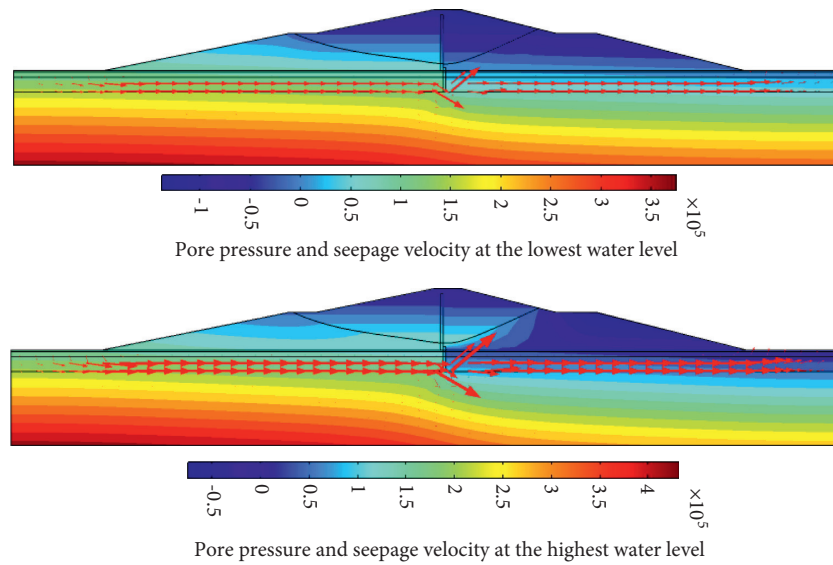 -1 -0.5 0 0.5 1 1.5 2 2.5 3 3.5 ×10⁵
Pore pressure and seepage velocity at the lowest water level
-0.5 0 0.5 1 1.5 2 2.5 3 3.5 4 ×10⁵
Pore pressure and seepage velocity at the highest water level